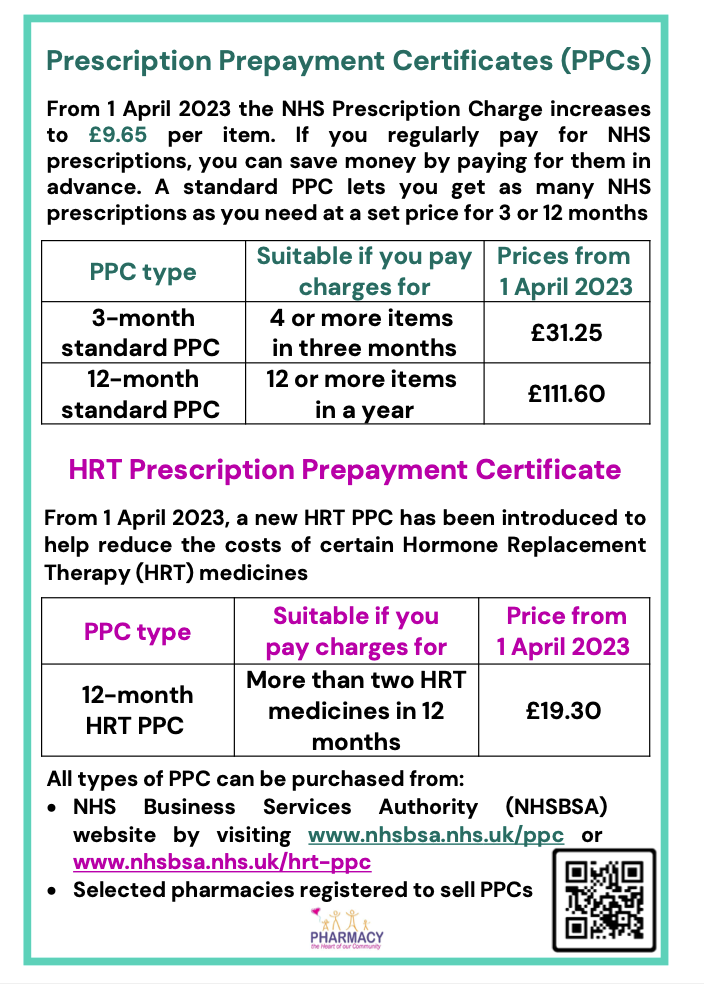 Prescription Prepayment Certificates (PPCs)
From 1 April 2023 the NHS Prescription Charge increases
to £9.65 per item. If you regularly pay for NHS
prescriptions, you can save money by paying for them in
advance. A standard PPC lets you get as many NHS
prescriptions as you need at a set price for 3 or 12 months
PPC type
Suitable if you pay
charges for
Prices from
1 April 2023
3-month
standard PPC
4 or more items
in three months
£31.25
12-month
standard PPC
12 or more items
in a year
£111.60
HRT Prescription Prepayment Certificate
From 1 April 2023, a new HRT PPC has been introduced to
help reduce the costs of certain Hormone Replacement
Therapy (HRT) medicines
PPC type
Suitable if you
pay charges for
Price from
1 April 2023
12-month
HRT PPC
More than two HRT
medicines in 12
months
£19.30
All types of PPC can be purchased from:
• NHS Business Services Authority (NHSBSA)
website by visiting www.nhsbsa.nhs.uk/ppc or
www.nhsbsa.nhs.uk/hrt-ppc
• Selected pharmacies registered to sell PPCs
PHARMACY
the Heart of our Community